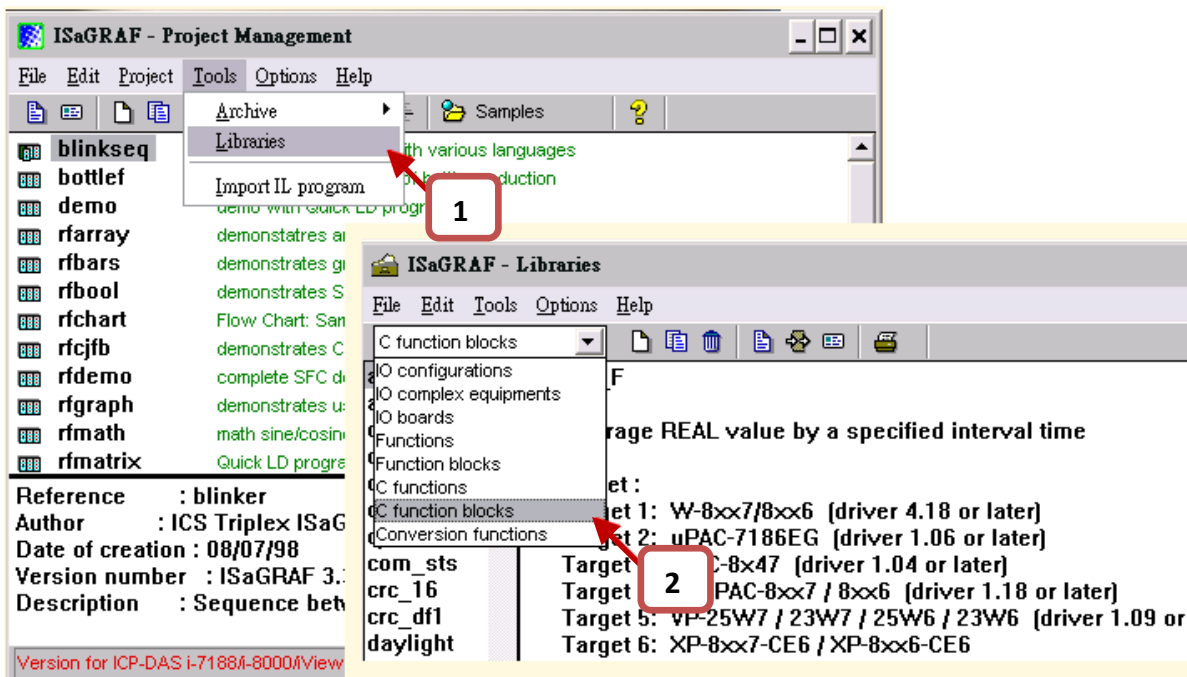 ISaGRAF - Project Management
File Edit Project Tools Options Help
Samples
Archive
Libraries
Import IL program
blinkseq ith various languages
bottlef of bottle production
demo demo with Quick LD progr
rfarray demonstatres ar
rfbars demonstrates gr
rfbool demonstrates S
rfchart Flow Chart: Sam
rfcjfb demonstrates C
rfdemo complete SFC de
rfgraph demonstrates us
rfmath math sine/cosine
rfmatrix Quick LD progra
1
Reference : blinker
Author : ICS Triplex ISaG
Date of creation : 08/07/98
Version number : ISaGRAF 3.
Description : Sequence betw
Version for ICP-DAS i-7188/i-8000/iView
ISaGRAF - Libraries
File Edit Tools Options Help
C function blocks
IO configurations
IO complex equipments
IO boards
Functions
Function blocks
C functions
C function blocks
Conversion functions
com_sts
crc_16
crc_df1
daylight
F
rage REAL value by a specified interval time
et :
et 1: W-8xx7/8xx6 (driver 4.18 or later)
et 2: uPAC-7186EG (driver 1.06 or later)
Target C-8x47 (driver 1.04 or later)
Target PAC-8xx7 / 8xx6 (driver 1.18 or later)
Target 5: VP-25W7 / 23W7 / 25W6 / 23W6 (driver 1.09 or
Target 6: XP-8xx7-CE6 / XP-8xx6-CE6
2